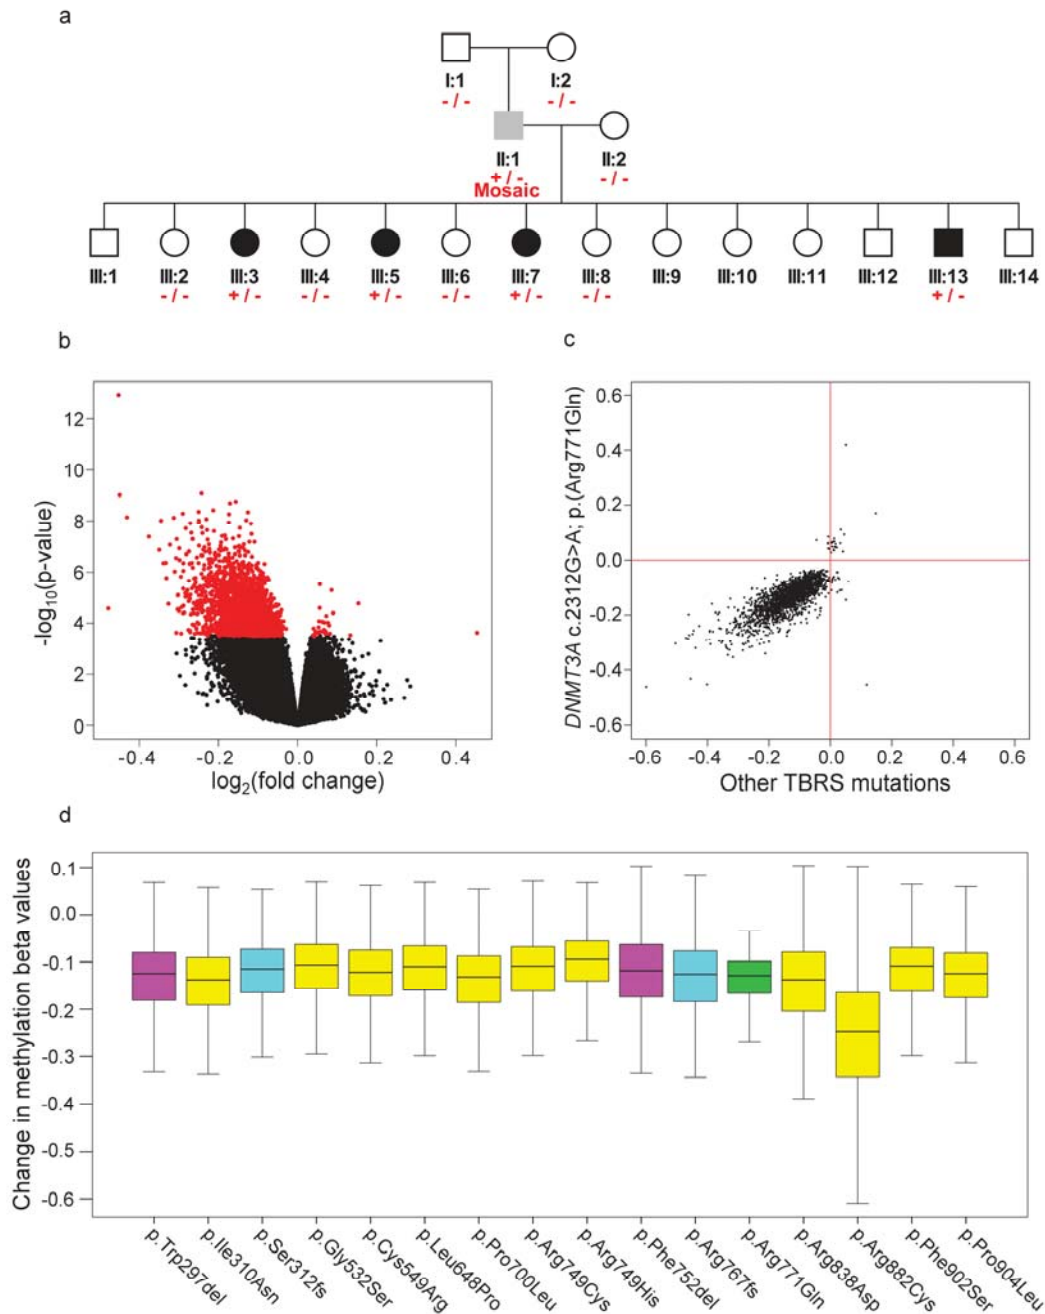 a
I:1 I:2
- / - - / -
II:1 II:2
+ / - - / -
Mosaic
III:1 III:2 III:3 III:4 III:5 III:6 III:7 III:8 III:9 III:10 III:11 III:12 III:13 III:14
- / - + / - - / - + / - - / - + / - - / - + / -
b
-log10(p-value)
12
10
8
6
4
2
0
-0.4 -0.2 0.0 0.2 0.4
log2(fold change)
c
DNMT3A c.2312G>A; p.(Arg771Gln)
0.6
0.4
0.2
0.0
-0.2
-0.4
-0.6
-0.6 -0.4 -0.2 0.0 0.2 0.4 0.6
Other TBRS mutations
d
Change in methylation beta values
0.1
0.0
-0.1
-0.2
-0.3
-0.4
-0.5
-0.6
p.Trp297del
p.Ile310Asn
p.Ser312fs
p.Gly532Ser
p.Cys549Arg
p.Leu648Pro
p.Pro700Leu
p.Arg749Cys
p.Arg749His
p.Phe752del
p.Arg767fs
p.Arg771Gln
p.Arg838Asp
p.Arg882Cys
p.Phe902Ser
p.Pro904Leu